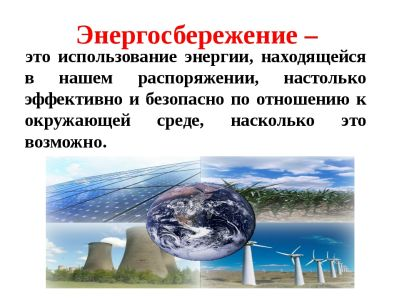 Энергосбережение –
это использование энергии, находящейся
в нашем распоряжении, настолько
эффективно и безопасно по отношению к
окружающей среде, насколько это
возможно.